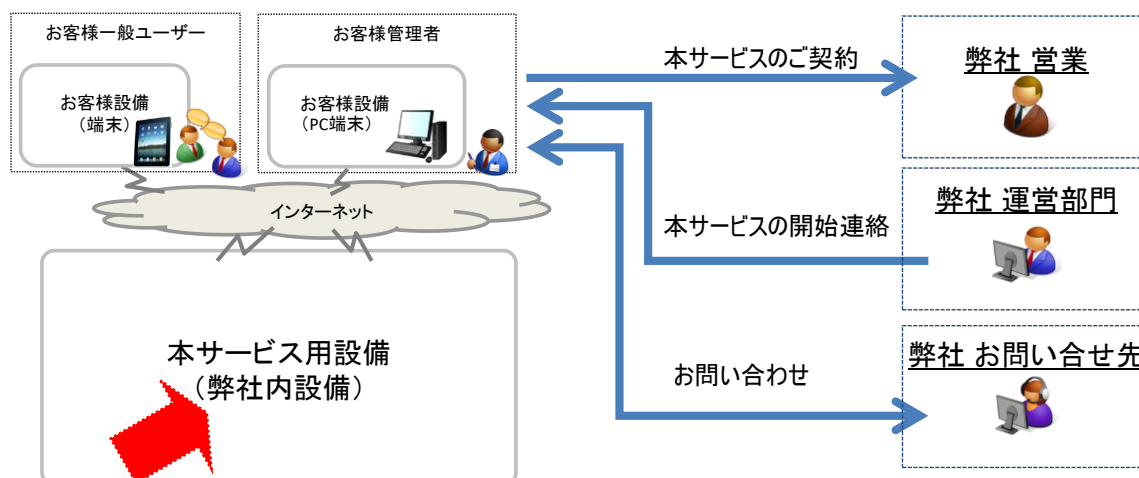 お客様一般ユーザー
お客様設備
（端末）
お客様管理者
お客様設備
（PC端末）
インターネット
本サービス用設備
（弊社内設備）
本サービスのご契約
弊社 営業
本サービスの開始連絡
弊社 運営部門
お問い合わせ
弊社 お問い合せ先